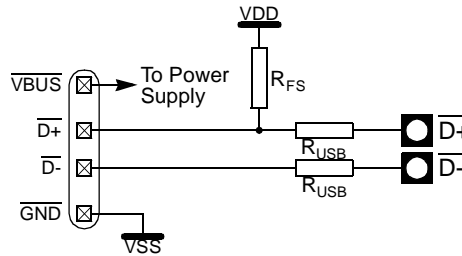 VDD
VBUS
To Power
Supply
RFS
D+
D+
RUSB
D-
D-
RUSB
GND
VSS